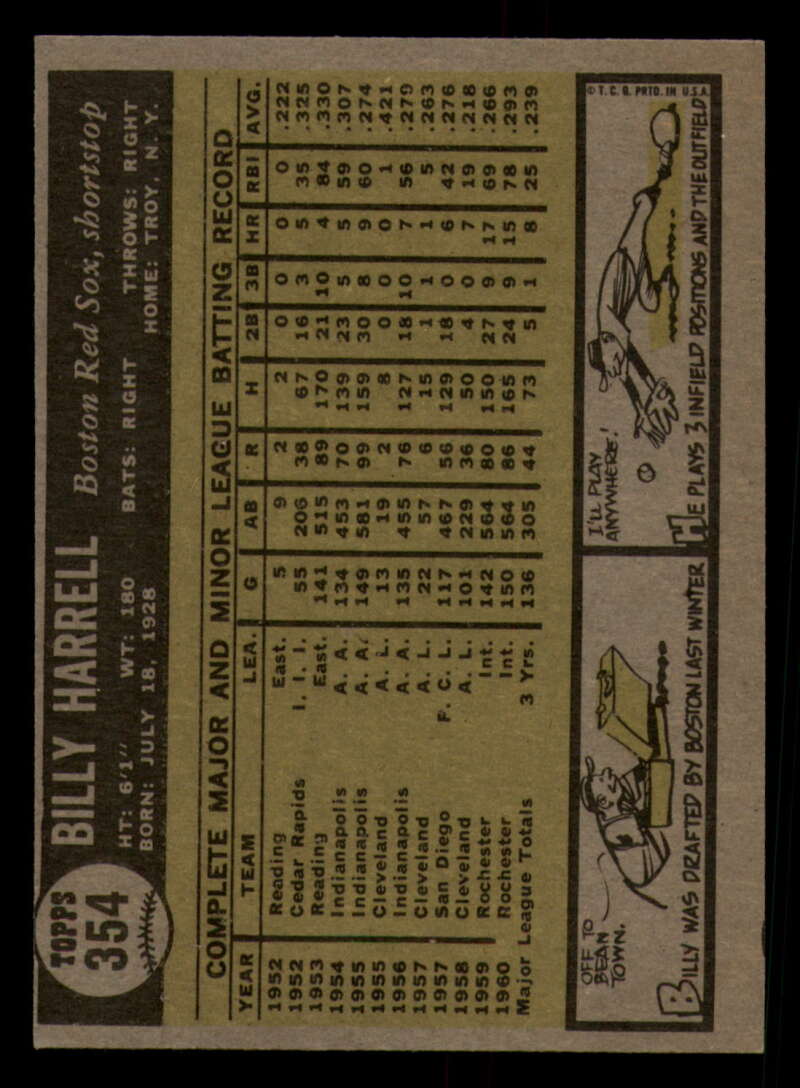 TOPPS
354
BILLY HARRELL Boston Red Sox, shortstop
HT: 6'1" WT: 180 BATS: RIGHT THROWS: RIGHT
BORN: JULY 18, 1928 HOME: TROY, N. Y.
COMPLETE MAJOR AND MINOR LEAGUE BATTING RECORD
YEAR TEAM LEA. G AB R H 2B 3B HR RBI AVG.
1952 Reading East. 5 9 2 2 0 0 0 0 .222
1952 Cedar Rapids I. I. I. 55 206 38 67 16 3 5 35 .325
1953 Reading East. 141 515 89 170 21 10 4 84 .330
1954 Indianapolis A. A. 134 453 70 139 23 5 5 59 .307
1955 Indianapolis A. A. 149 581 99 159 30 8 9 60 .274
1955 Cleveland A. L. 13 19 2 8 0 0 0 1 .421
1956 Indianapolis A. A. 135 455 76 127 18 10 7 56 .279
1957 Cleveland A. L. 22 57 6 15 1 1 1 5 .263
1957 San Diego P. C. L. 117 467 56 129 18 0 6 42 .276
1958 Cleveland A. L. 101 229 36 50 4 0 7 19 .218
1959 Rochester Int. 142 564 80 150 27 9 17 69 .266
1960 Rochester Int. 150 564 86 165 24 9 15 78 .293
Major League Totals 3 Yrs. 136 305 44 73 5 1 8 25 .239
OFF TO
BEAN
TOWN.
BILLY WAS DRAFTED BY BOSTON LAST WINTER
I'LL PLAY
ANYWHERE!
© T. C. G. PRTD. IN U.S.A.
HE PLAYS 3 INFIELD POSITIONS AND THE OUTFIELD